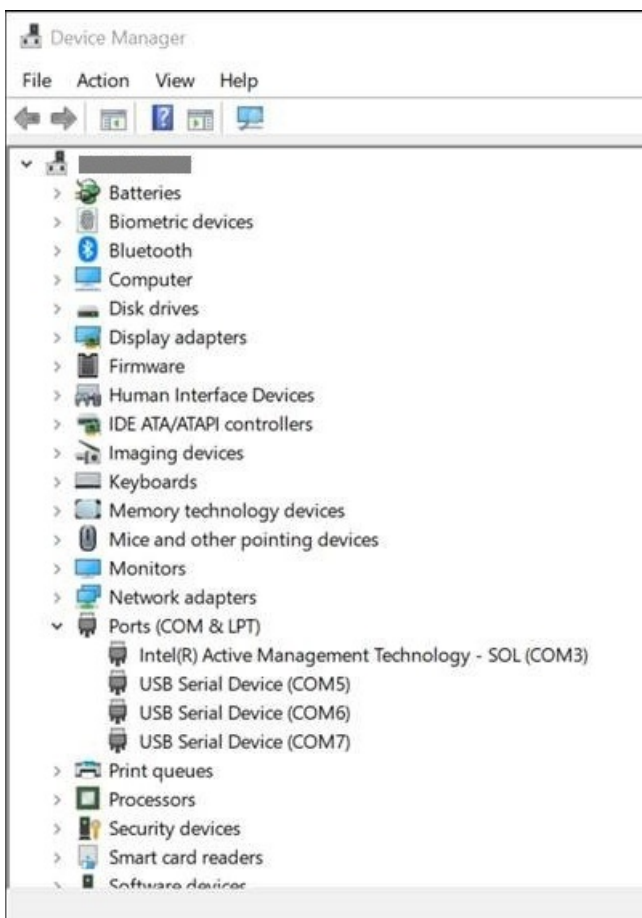 Device Manager
File Action View Help
Batteries
Biometric devices
Bluetooth
Computer
Disk drives
Display adapters
Firmware
Human Interface Devices
IDE ATA/ATAPI controllers
Imaging devices
Keyboards
Memory technology devices
Mice and other pointing devices
Monitors
Network adapters
Ports (COM & LPT)
Intel(R) Active Management Technology - SOL (COM3)
USB Serial Device (COM5)
USB Serial Device (COM6)
USB Serial Device (COM7)
Print queues
Processors
Security devices
Smart card readers
Software devices